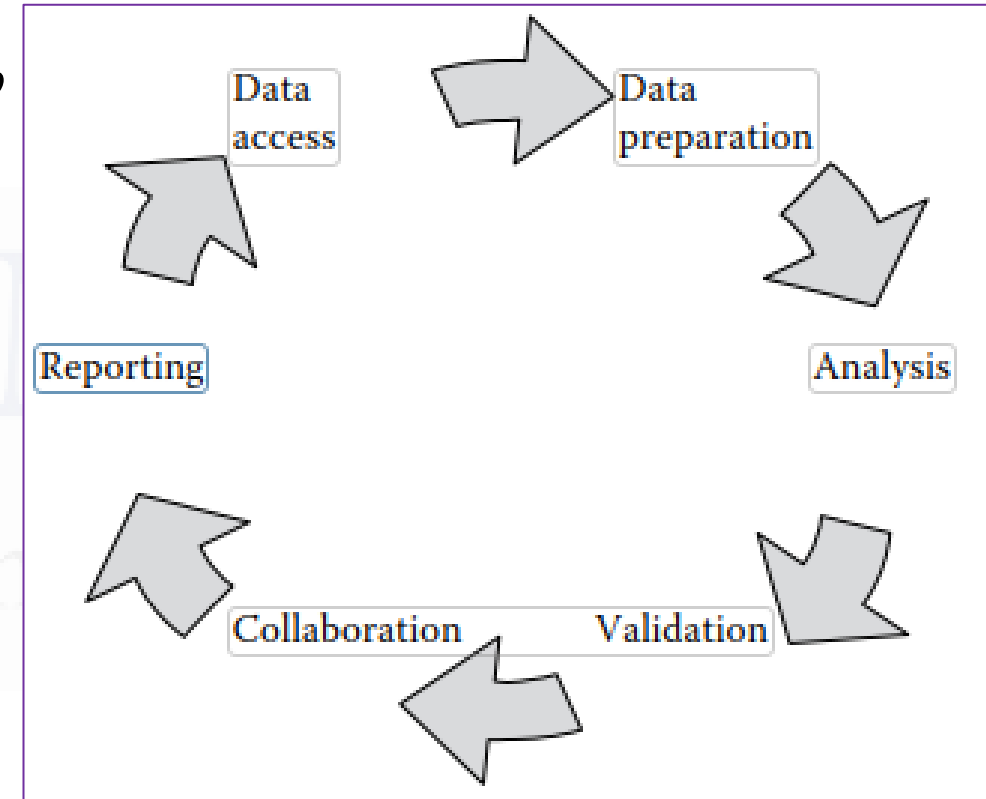 Data
access
Data
preparation
Analysis
Validation
Collaboration
Reporting